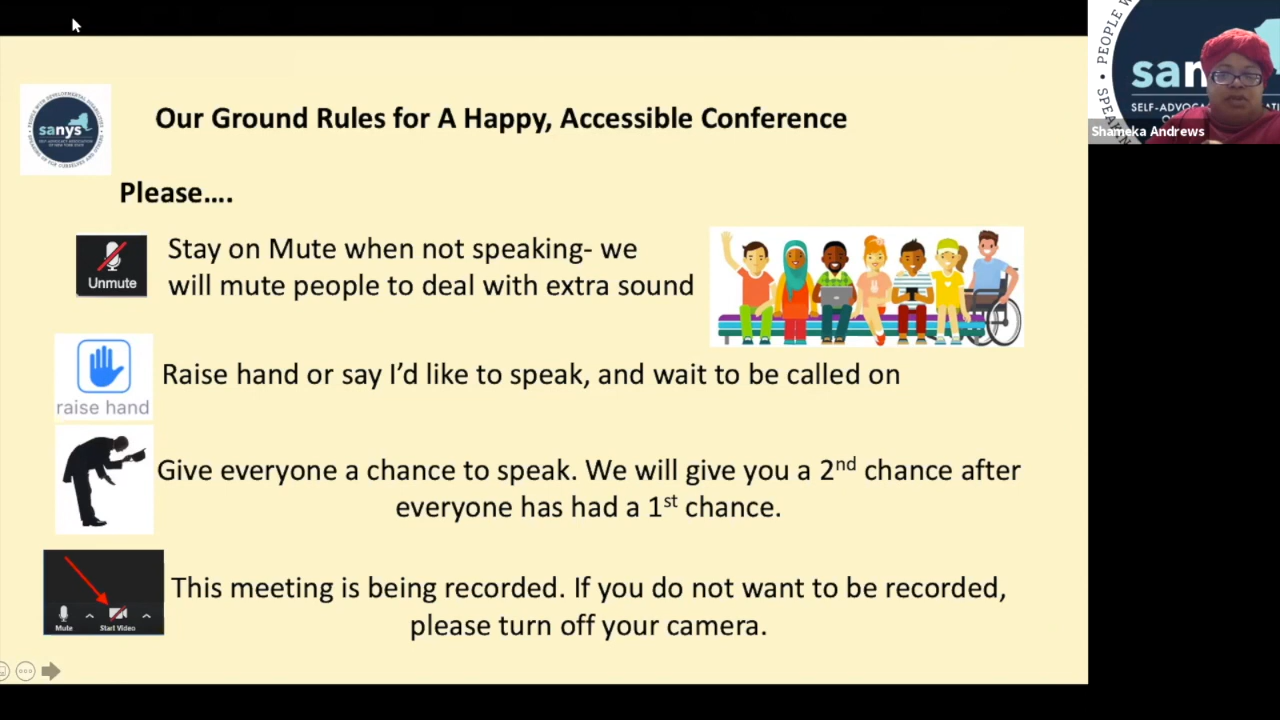 Our Ground Rules for A Happy, Accessible Conference
sanys
Please….
Stay on Mute when not speaking- we
will mute people to deal with extra sound
Unmute
Raise hand or say I’d like to speak, and wait to be called on
raise hand
Give everyone a chance to speak. We will give you a 2nd chance after
everyone has had a 1st chance.
This meeting is being recorded. If you do not want to be recorded,
please turn off your camera.
Mute
Start Video
PEOPLE W
san
SELF-ADVOCA
Shameka Andrews